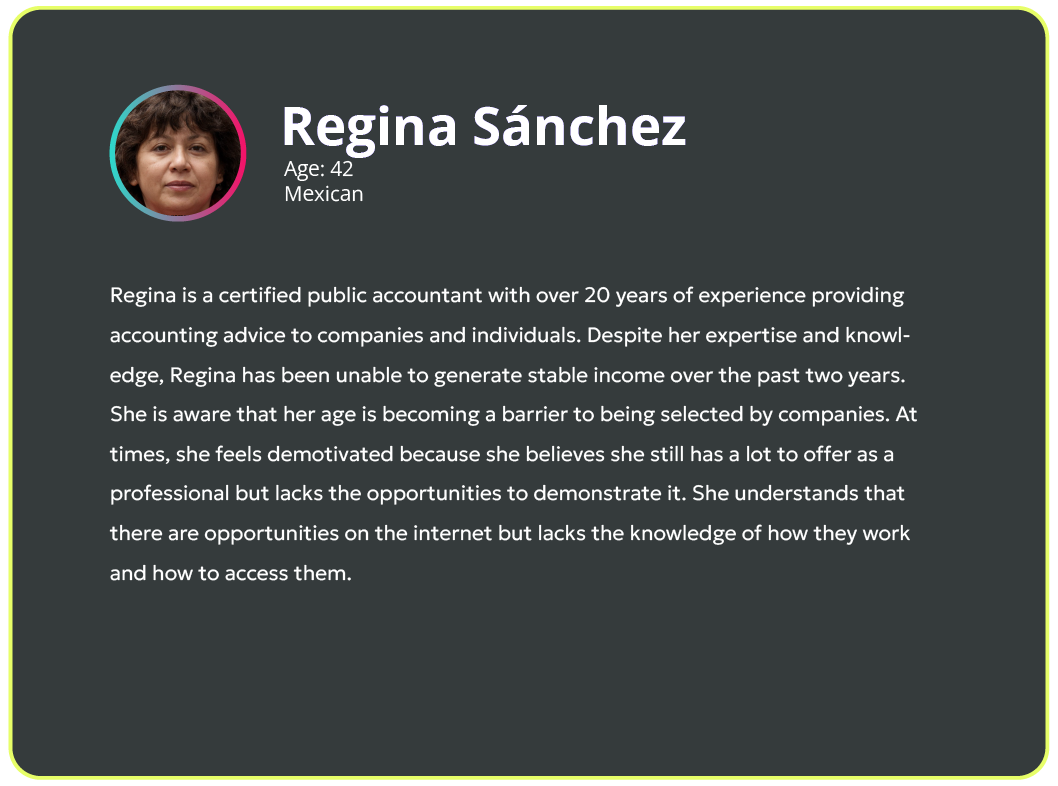 Regina Sánchez
Age: 42
Mexican
Regina is a certified public accountant with over 20 years of experience providing
accounting advice to companies and individuals. Despite her expertise and knowl-
edge, Regina has been unable to generate stable income over the past two years.
She is aware that her age is becoming a barrier to being selected by companies. At
times, she feels demotivated because she believes she still has a lot to offer as a
professional but lacks the opportunities to demonstrate it. She understands that
there are opportunities on the internet but lacks the knowledge of how they work
and how to access them.